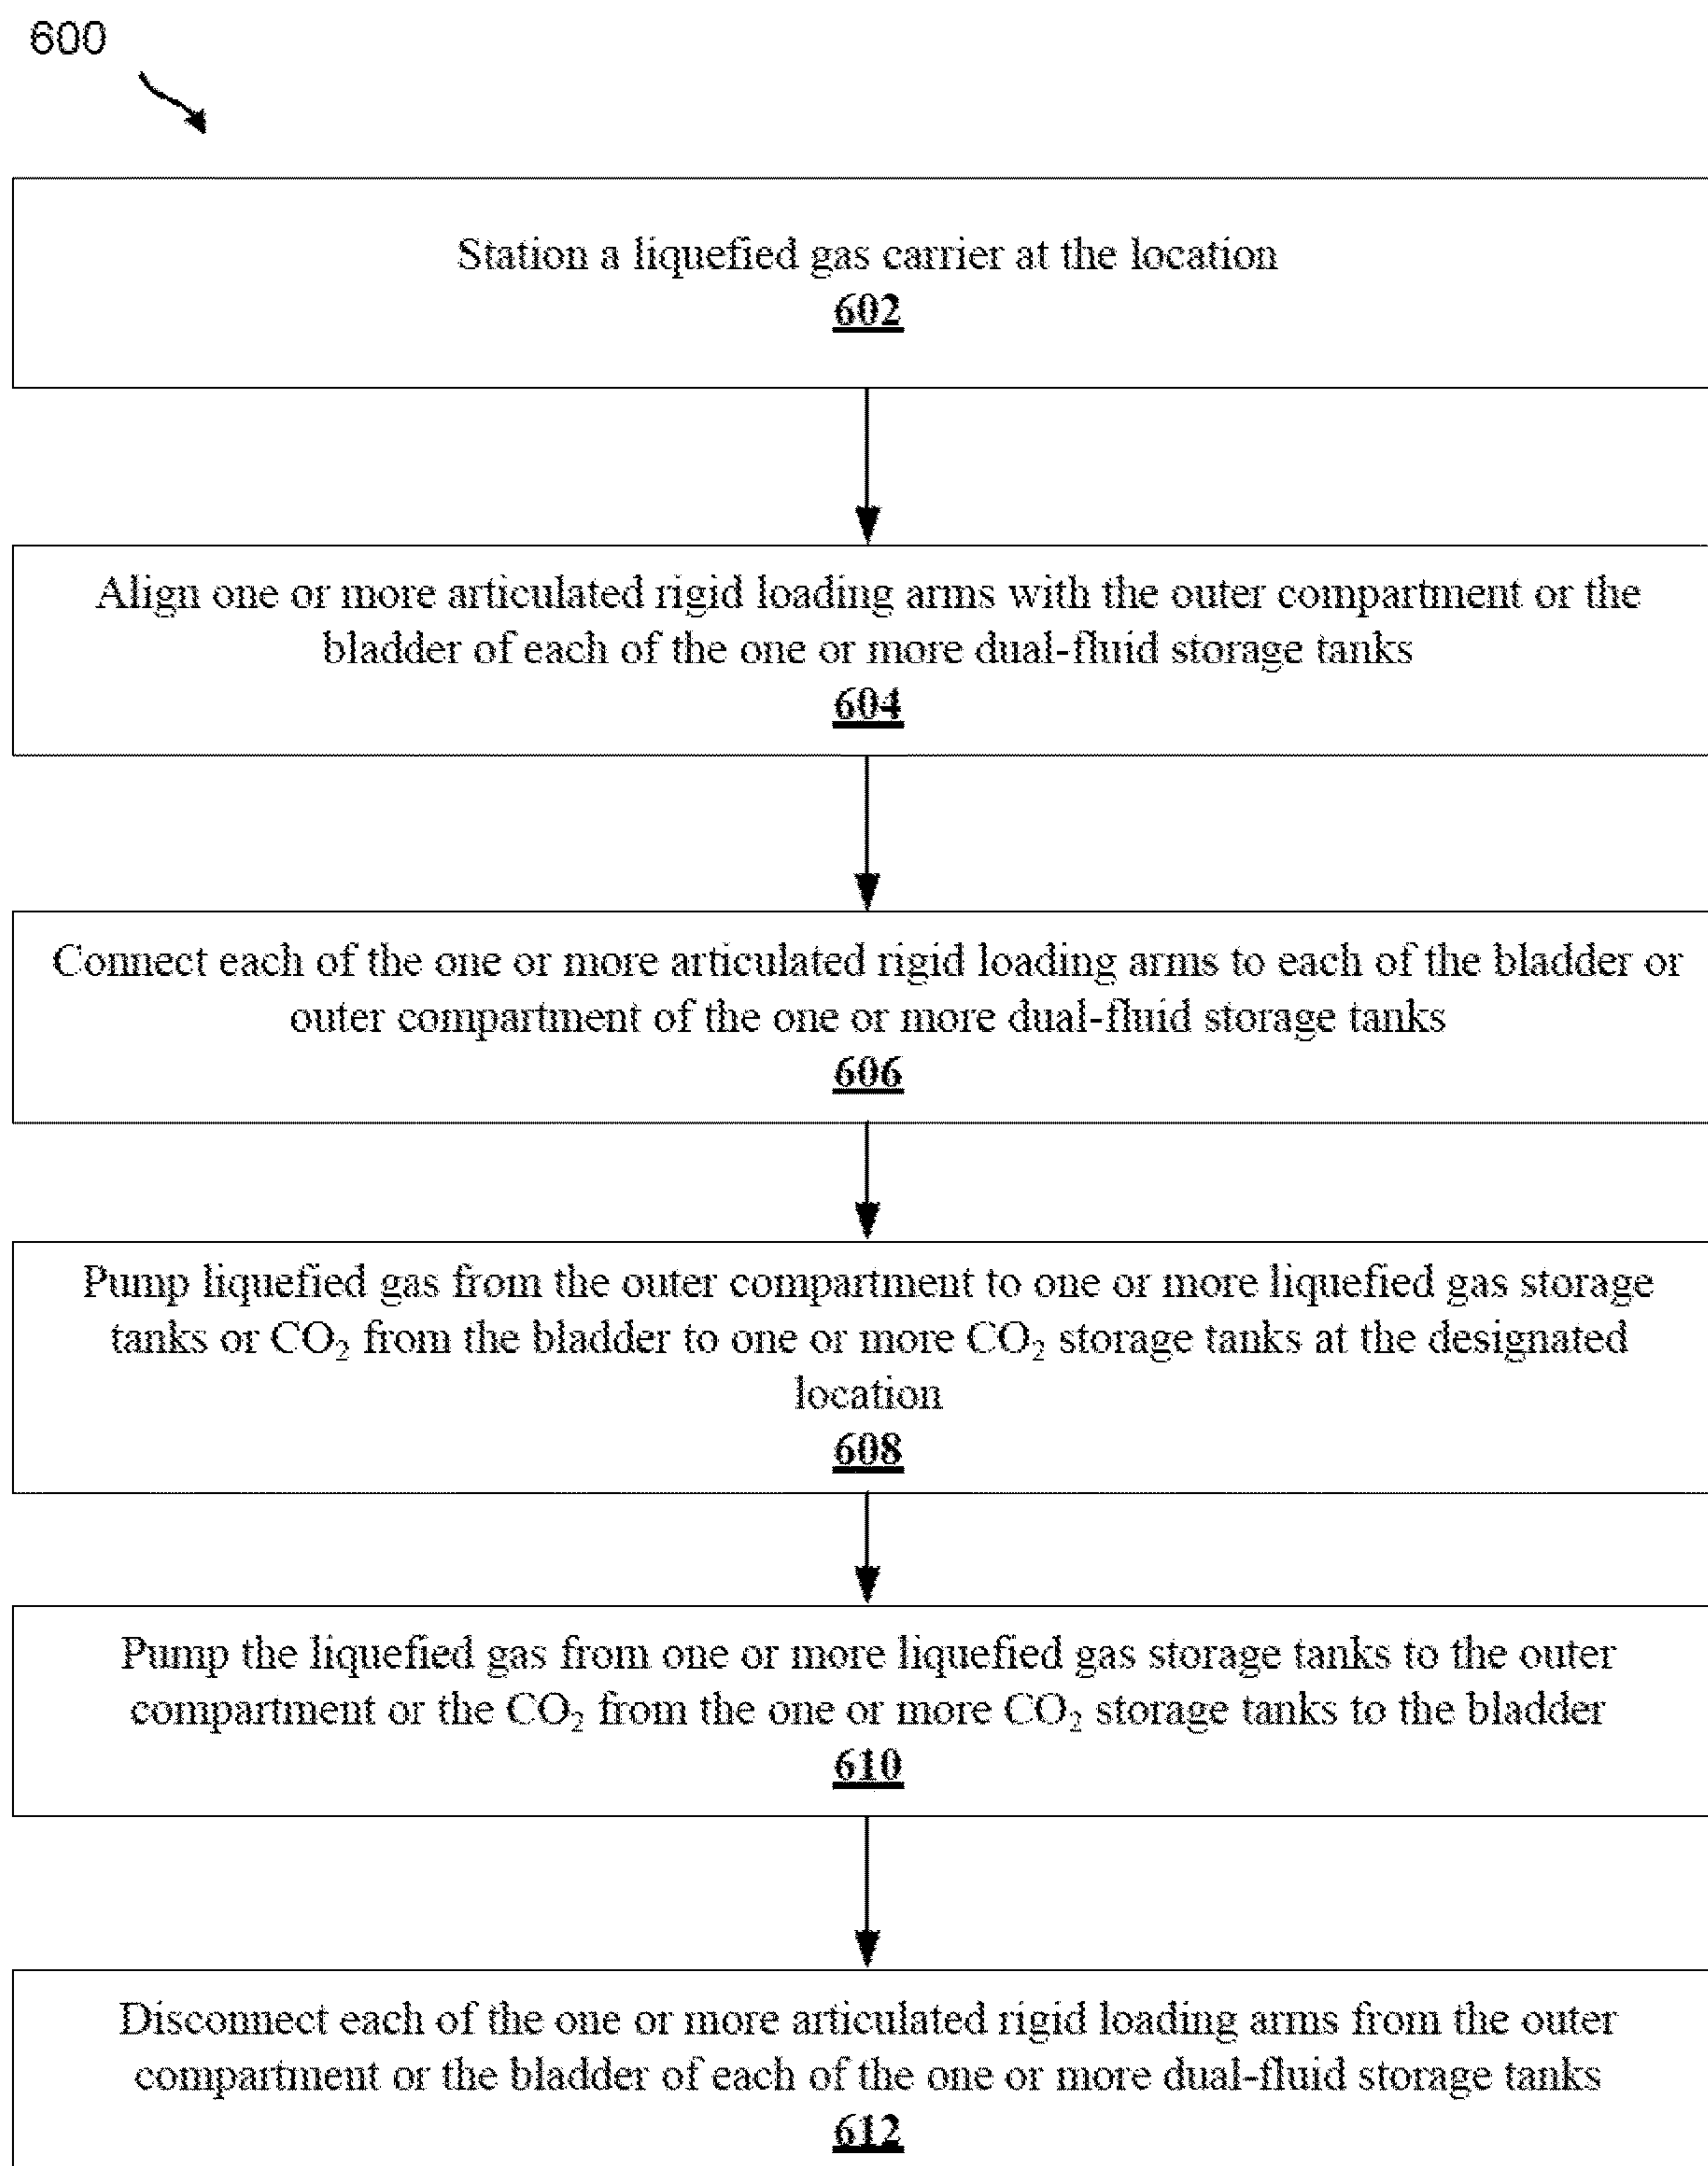 600
Station a liquefied gas carrier at the location
602
Align one or more articulated rigid loading arms with the outer compartment or the
bladder of each of the one or more dual-fluid storage tanks
604
Connect each of the one or more articulated rigid loading arms to each of the bladder or
outer compartment of the one or more dual-fluid storage tanks
606
Pump liquefied gas from the outer compartment to one or more liquefied gas storage
tanks or CO₂ from the bladder to one or more CO₂ storage tanks at the designated
location
608
Pump the liquefied gas from one or more liquefied gas storage tanks to the outer
compartment or the CO₂ from the one or more CO₂ storage tanks to the bladder
610
Disconnect each of the one or more articulated rigid loading arms from the outer
compartment or the bladder of each of the one or more dual-fluid storage tanks
612